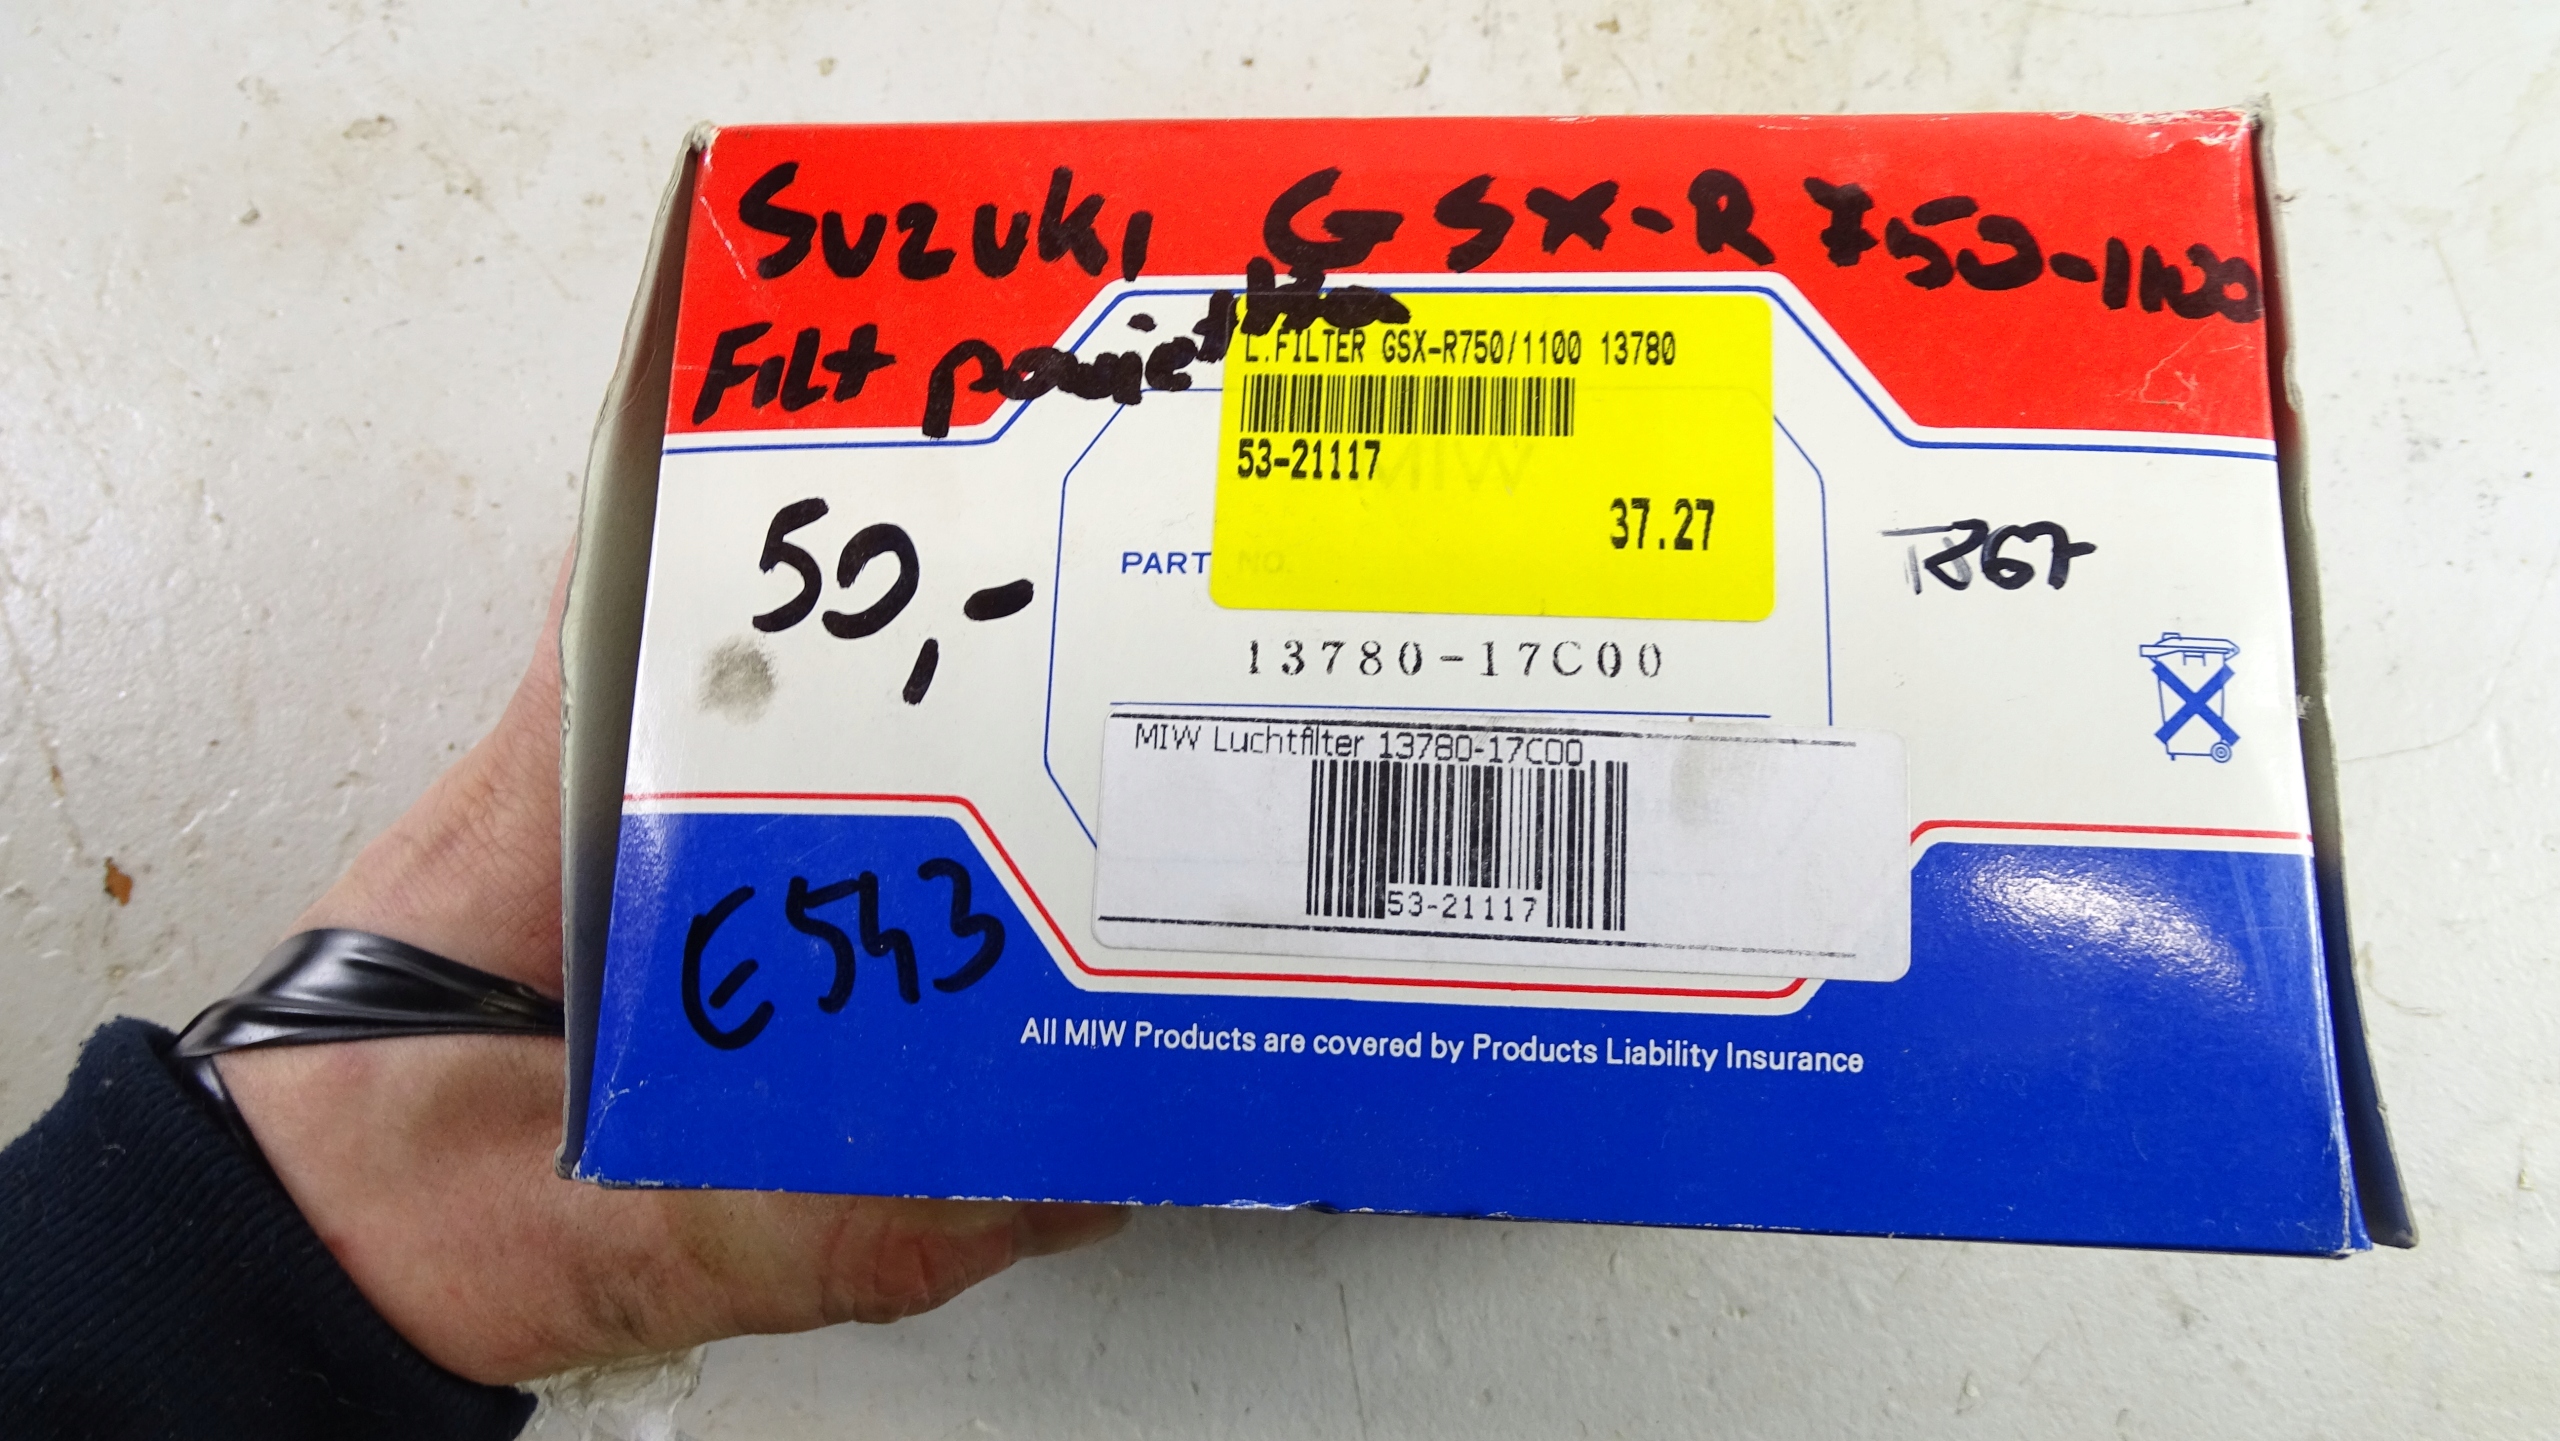 Suzuki GSX-R 750-1100
Filt powietrza
L.FILTER GSX-R750/1100 13780
53-21117
MIW
37.27
50,-
PART NO.
13780-17C00
MIW Luchtfilter 13780-17C00
53-21117
E543
All MIW Products are covered by Products Liability Insurance